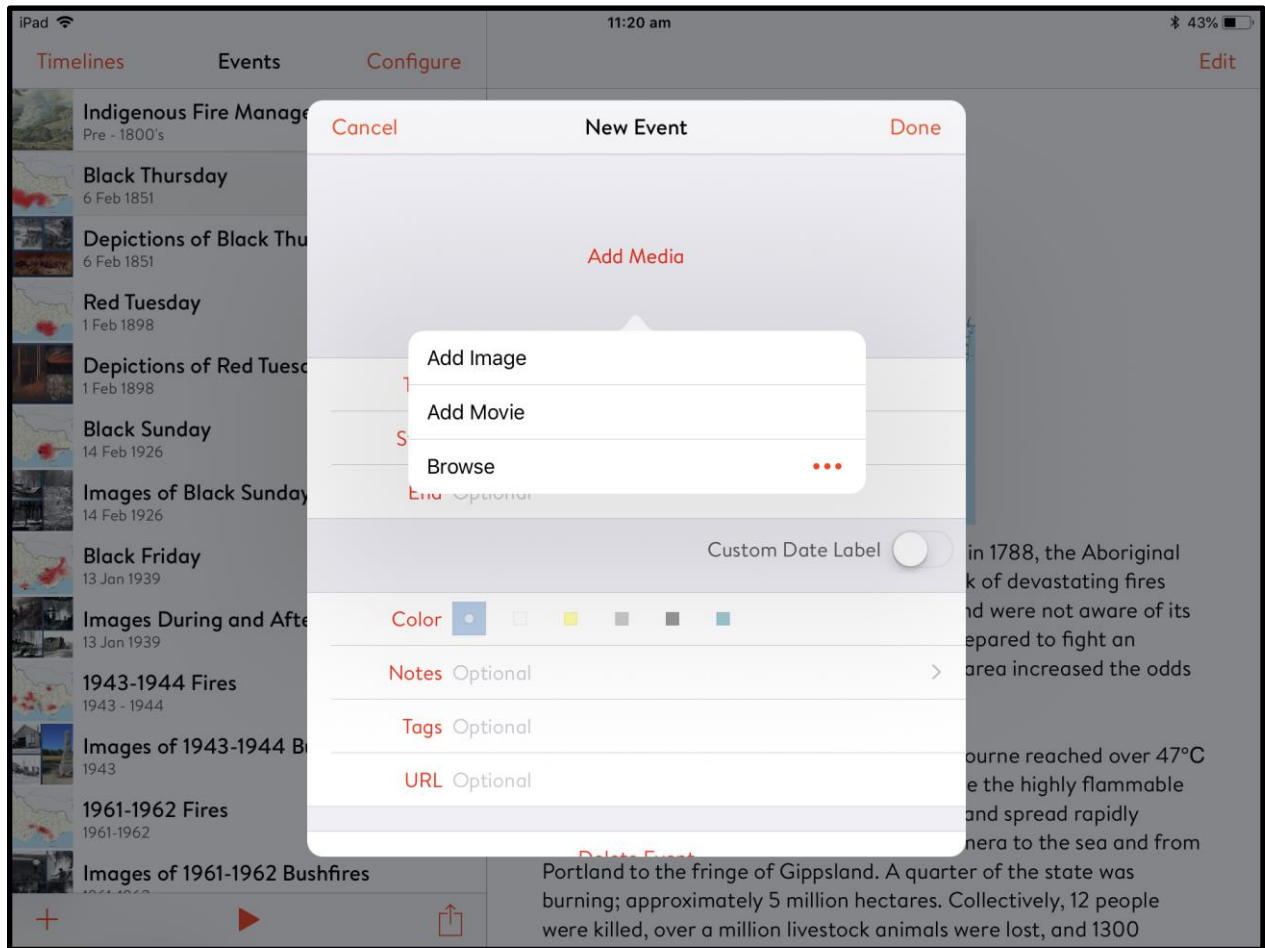 iPad 11:20 am 43%
Timelines Events Configure Edit
Indigenous Fire Manage
Pre - 1800's
Black Thursday
6 Feb 1851
Depictions of Black Thu
6 Feb 1851
Red Tuesday
1 Feb 1898
Depictions of Red Tuesd
1 Feb 1898
Black Sunday
14 Feb 1926
Images of Black Sunday
14 Feb 1926
Black Friday
13 Jan 1939
Images During and Afte
13 Jan 1939
1943-1944 Fires
1943 - 1944
Images of 1943-1944 B
1943
1961-1962 Fires
1961-1962
Images of 1961-1962 Bushfires
Cancel New Event Done
Add Media
Add Image
Add Movie
Browse
End Optional
Custom Date Label
Color
Notes Optional
Tags Optional
URL Optional
Delete Event
in 1788, the Aboriginal
k of devastating fires
nd were not aware of its
epared to fight an
area increased the odds
ourne reached over 47°C
e the highly flammable
and spread rapidly
mera to the sea and from
Portland to the fringe of Gippsland. A quarter of the state was
burning; approximately 5 million hectares. Collectively, 12 people
were killed, over a million livestock animals were lost, and 1300